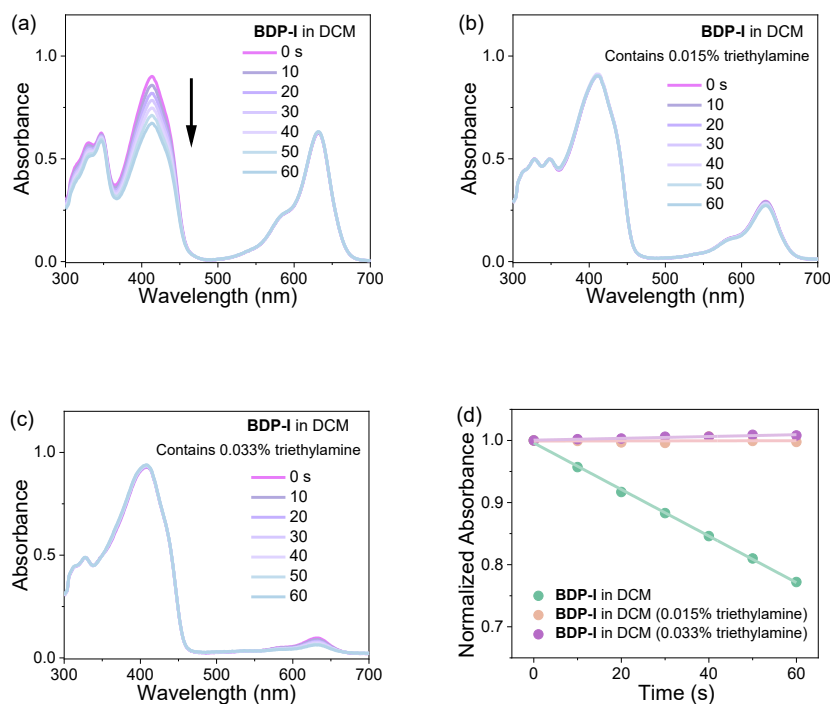 (a)
BDP-I in DCM
0 s
10
20
30
40
50
60
1.0
0.5
0.0
Absorbance
300 400 500 600 700
Wavelength (nm)
(b)
BDP-I in DCM
Contains 0.015% triethylamine
0 s
10
20
30
40
50
60
1.0
0.5
0.0
Absorbance
300 400 500 600 700
Wavelength (nm)
(c)
BDP-I in DCM
Contains 0.033% triethylamine
0 s
10
20
30
40
50
60
1.0
0.5
0.0
Absorbance
300 400 500 600 700
Wavelength (nm)
(d)
1.0
0.9
0.8
0.7
Normalized Absorbance
BDP-I in DCM
BDP-I in DCM (0.015% triethylamine)
BDP-I in DCM (0.033% triethylamine)
0 20 40 60
Time (s)